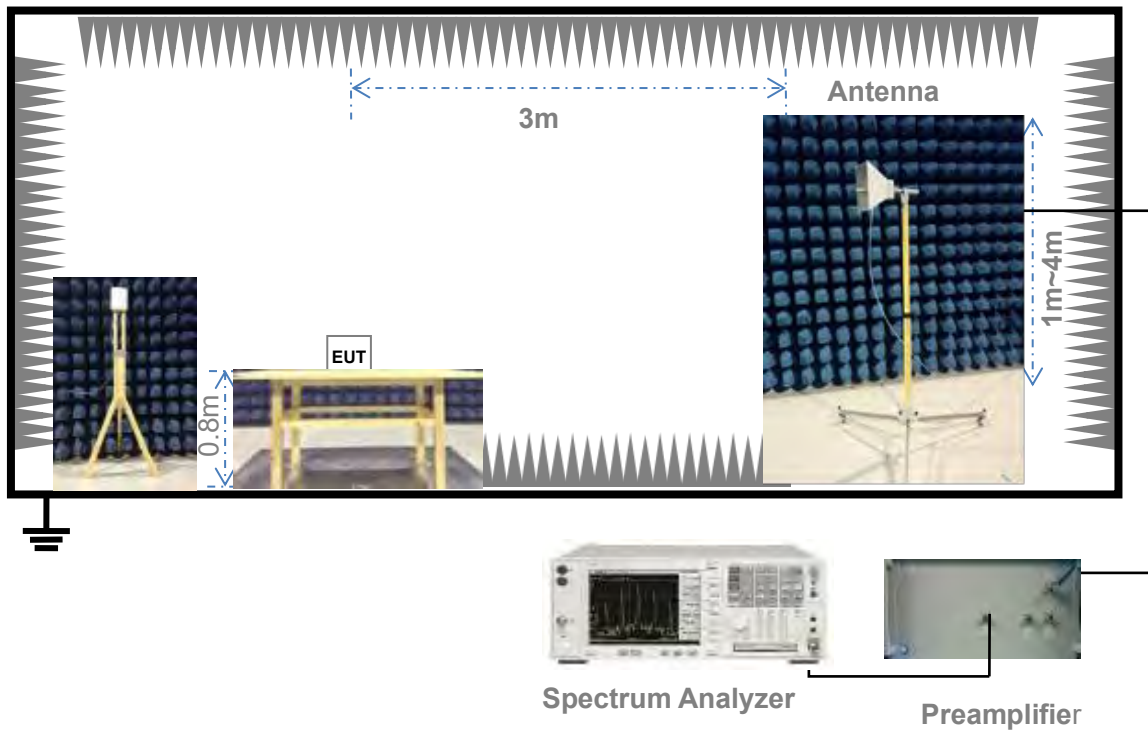 Antenna
3m
1m~4m
EUT
0.8m
Spectrum Analyzer
Preamplifier